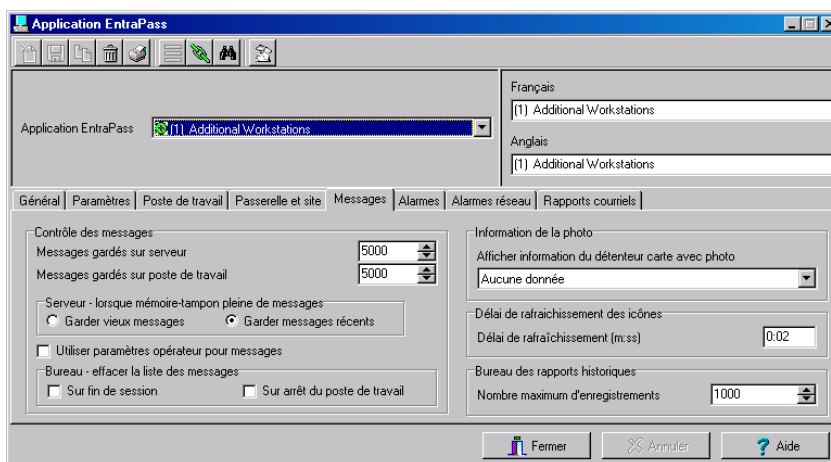 Application EntraPass
Application EntraPass
(1) Additional Workstations
Français
(1) Additional Workstations
Anglais
(1) Additional Workstations
Général
Paramètres
Poste de travail
Passerelle et site
Messages
Alarmes
Alarmes réseau
Rapports courriels
Contrôle des messages
Messages gardés sur serveur 5000
Messages gardés sur poste de travail 5000
Serveur - lorsque mémoire-tampon pleine de messages
Garder vieux messages Garder messages récents
Utiliser paramètres opérateur pour messages
Bureau - effacer la liste des messages
Sur fin de session Sur arrêt du poste de travail
Information de la photo
Afficher information du détenteur carte avec photo
Aucune donnée
Délai de rafraichissement des icônes
Délai de rafraîchissement (m:ss) 0:02
Bureau des rapports historiques
Nombre maximum d'enregistrements 1000
Fermer
Annuler
Aide